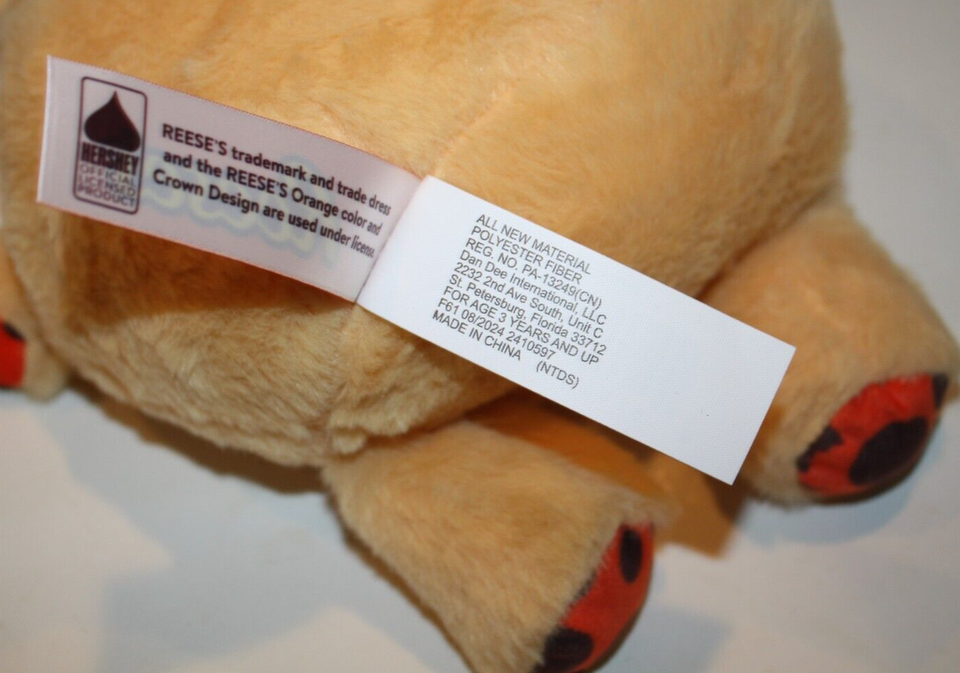 HERSHEY
OFFICIAL
LICENSED
PRODUCT
REESE'S trademark and trade dress
and the REESE'S Orange color and
Crown Design are used under license.
ALL NEW MATERIAL
POLYESTER FIBER
REG. NO. PA-13249(CN)
Dan Dee International, LLC
2232 2nd Ave South, Unit C
St. Petersburg, Florida 33712
FOR AGE 3 YEARS AND UP
F61 08/2024 2410597
MADE IN CHINA (NTDS)